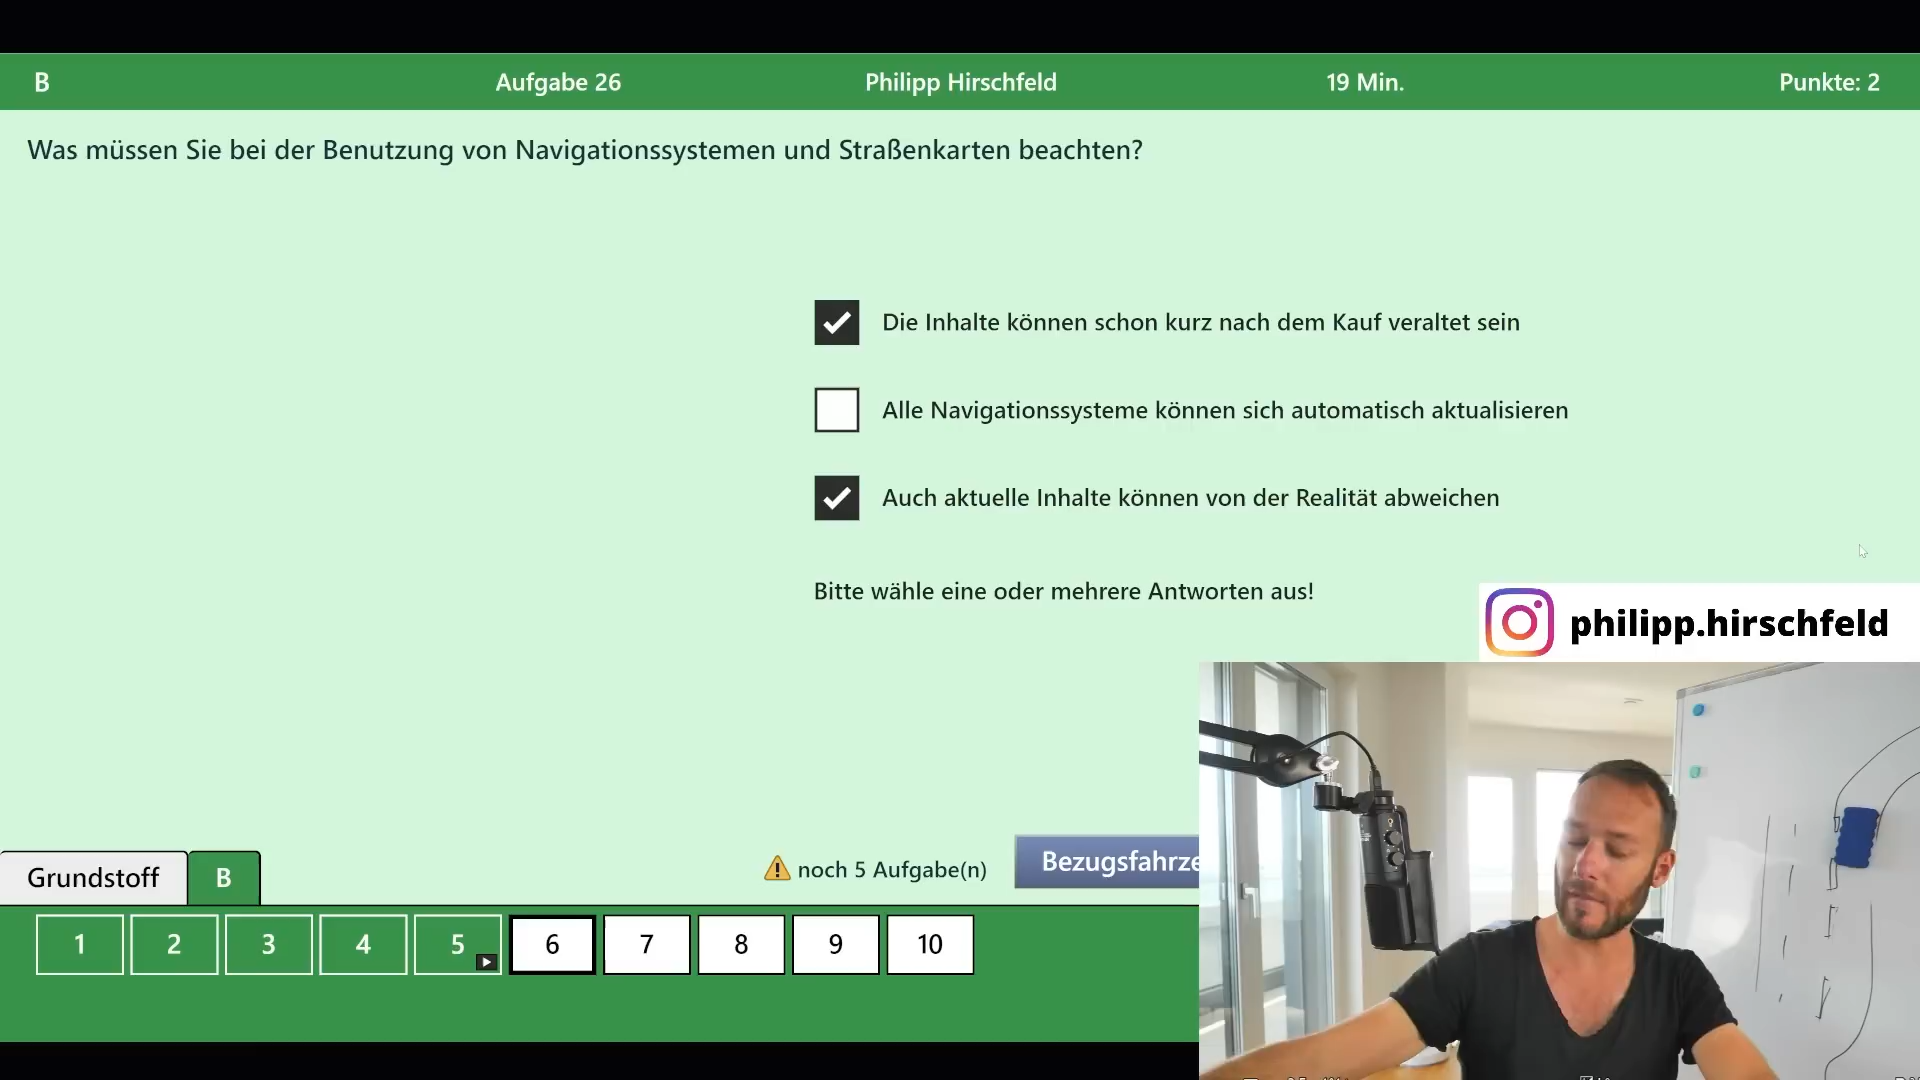 B Aufgabe 26 Philipp Hirschfeld 19 Min. Punkte: 2
Was müssen Sie bei der Benutzung von Navigationssystemen und Straßenkarten beachten?
Die Inhalte können schon kurz nach dem Kauf veraltet sein
Alle Navigationssysteme können sich automatisch aktualisieren
Auch aktuelle Inhalte können von der Realität abweichen
Bitte wähle eine oder mehrere Antworten aus!
philipp.hirschfeld
Grundstoff B
noch 5 Aufgabe(n)
Bezugsfahrze
1 2 3 4 5 6 7 8 9 10